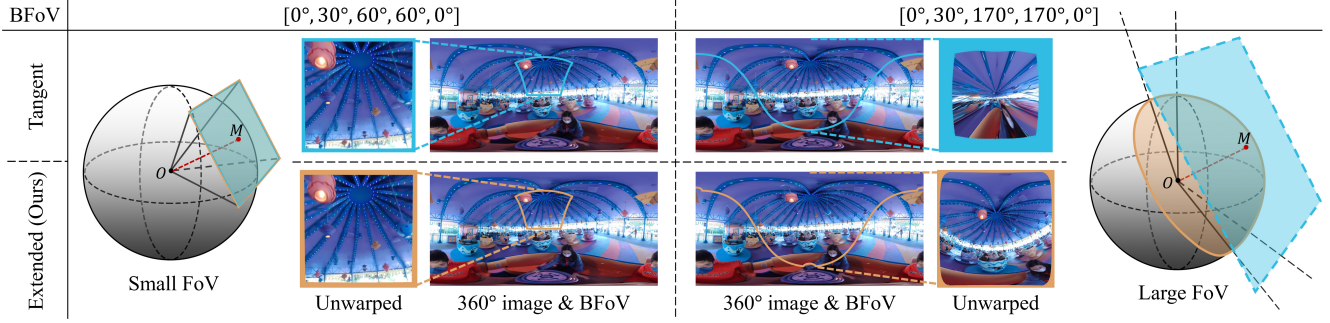 BFoV
[0°, 30°, 60°, 60°, 0°]
[0°, 30°, 170°, 170°, 0°]
Tangent
Extended (Ours)
M
O
Small FoV
Unwarped
360° image & BFoV
360° image & BFoV
Unwarped
M
O
Large FoV